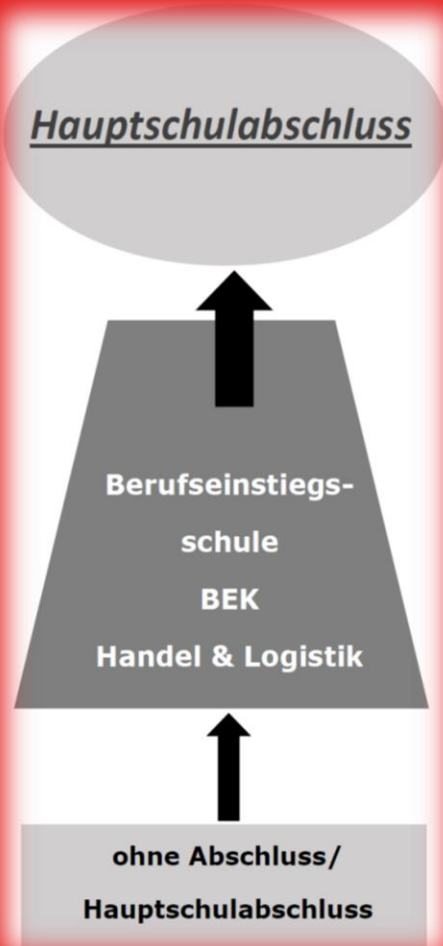 Hauptschulabschluss
Berufseinstiegs-
schule
BEK
Handel & Logistik
ohne Abschluss/
Hauptschulabschluss